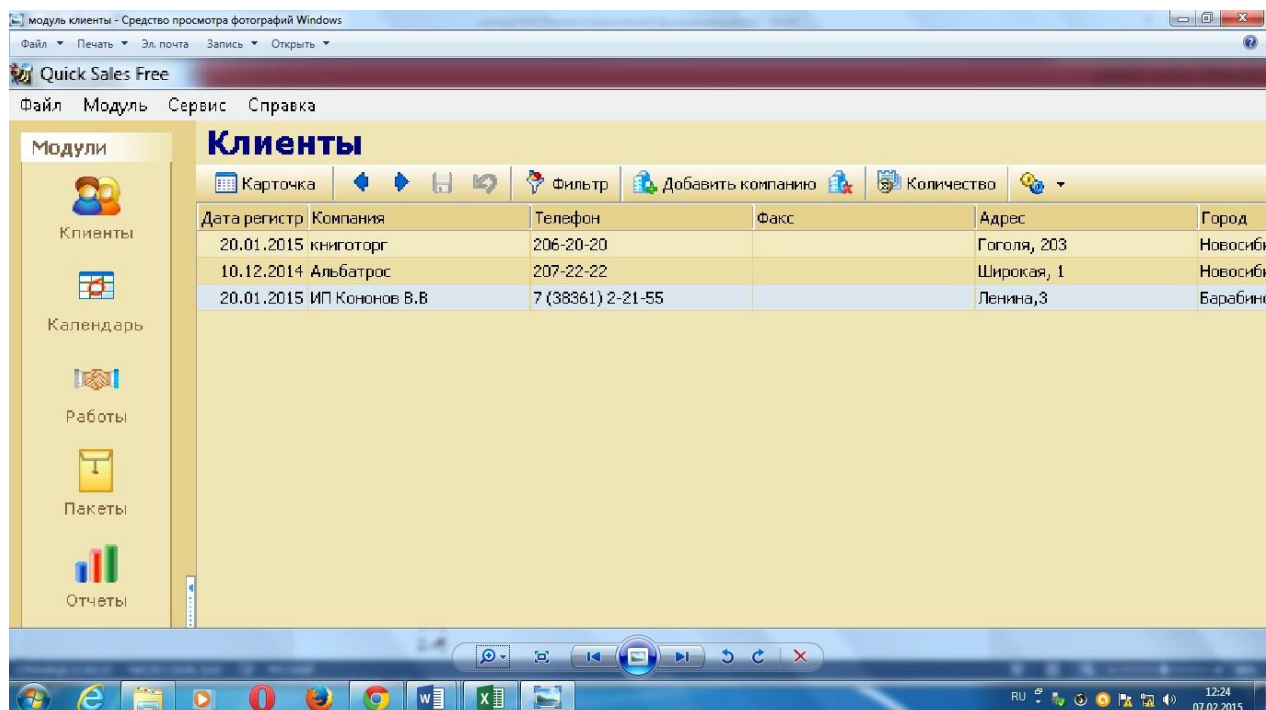 модуль клиенты - Средство просмотра фотографий Windows
Файл Печать Эл. почта Запись Открыть
Quick Sales Free
Файл Модуль Сервис Справка
Модули
Клиенты
Календарь
Работы
Пакеты
Отчеты
Клиенты
Карточка Фильтр Добавить компанию Количество
Дата регистр Компания Телефон Факс Адрес Город
20.01.2015 книготорг 206-20-20 Гоголя, 203 Новосиби
10.12.2014 Альбатрос 207-22-22 Широкая, 1 Новосиби
20.01.2015 ИП Кононов В.В 7 (38361) 2-21-55 Ленина,3 Барабинс
RU 12:24
07.02.2015